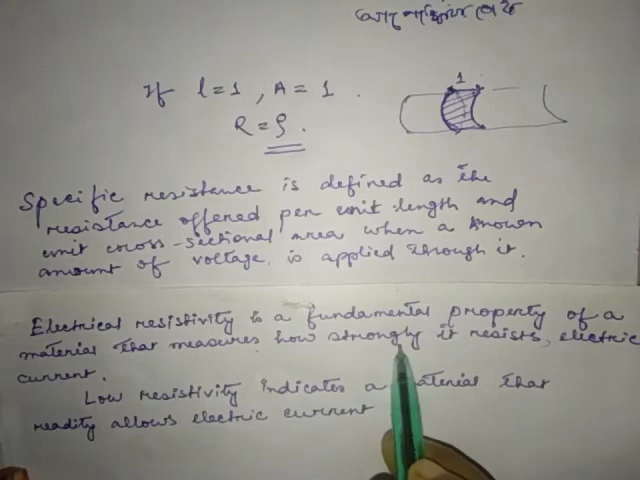 If l=1, A= 1.
1
R = ρ.
Specific resistance is defined as the
resistance offered per unit length and
unit cross-sectional area when a known
amount of voltage. is applied through it.
Electrical resistivity is a fundamental property of a
material that measures how strongly it resists, electric
current.
Low resistivity indicates a material that
readity allows electric current